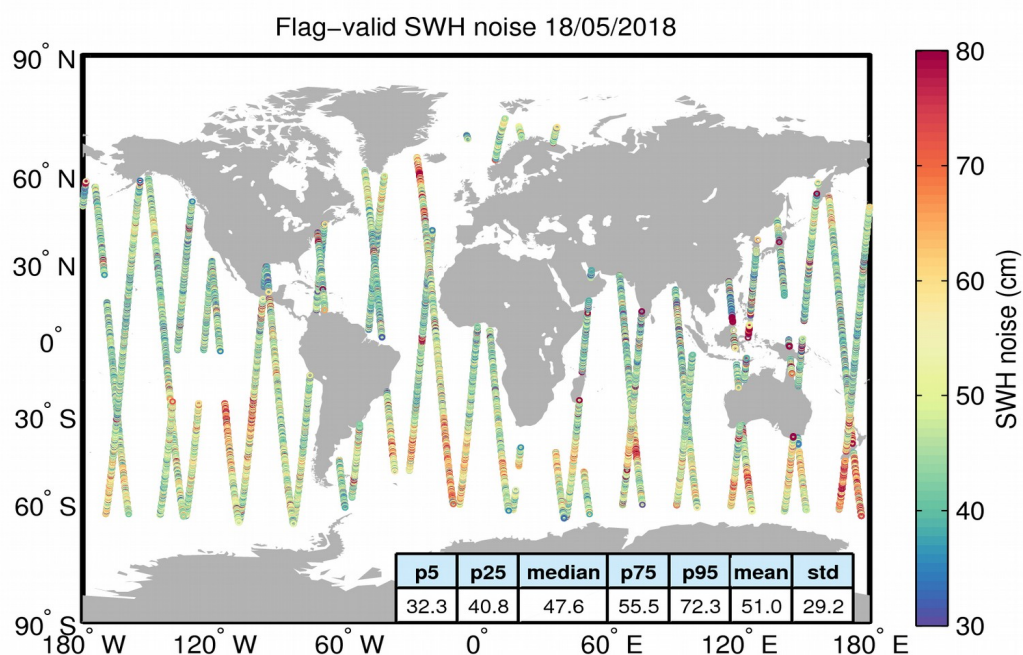 Flag−valid SWH noise 18/05/2018
90° N
60° N
30° N
0°
30° S
60° S
90° S
180° W
120° W
60° W
0°
60° E
120° E
180° E
80
70
60
50
40
30
SWH noise (cm)
p5 p25 median p75 p95 mean std
32.3 40.8 47.6 55.5 72.3 51.0 29.2